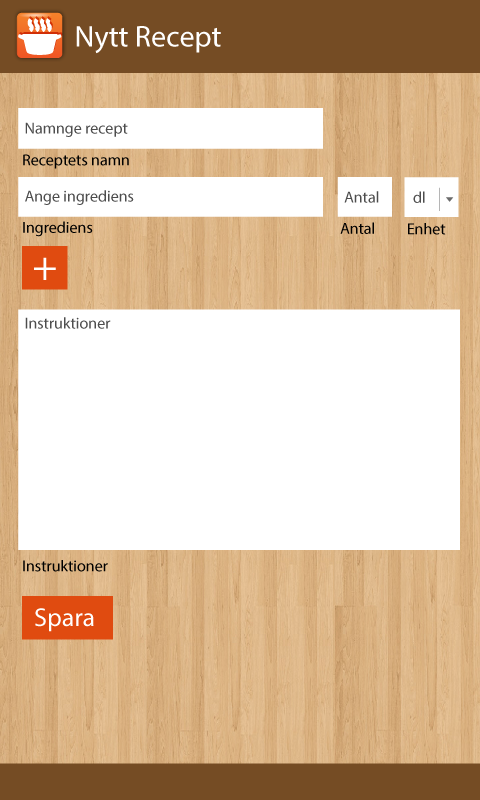 Nytt Recept
Namnge recept
Receptets namn
Ange ingrediens Antal dl
Ingrediens Antal Enhet
+
Instruktioner
Instruktioner
Spara